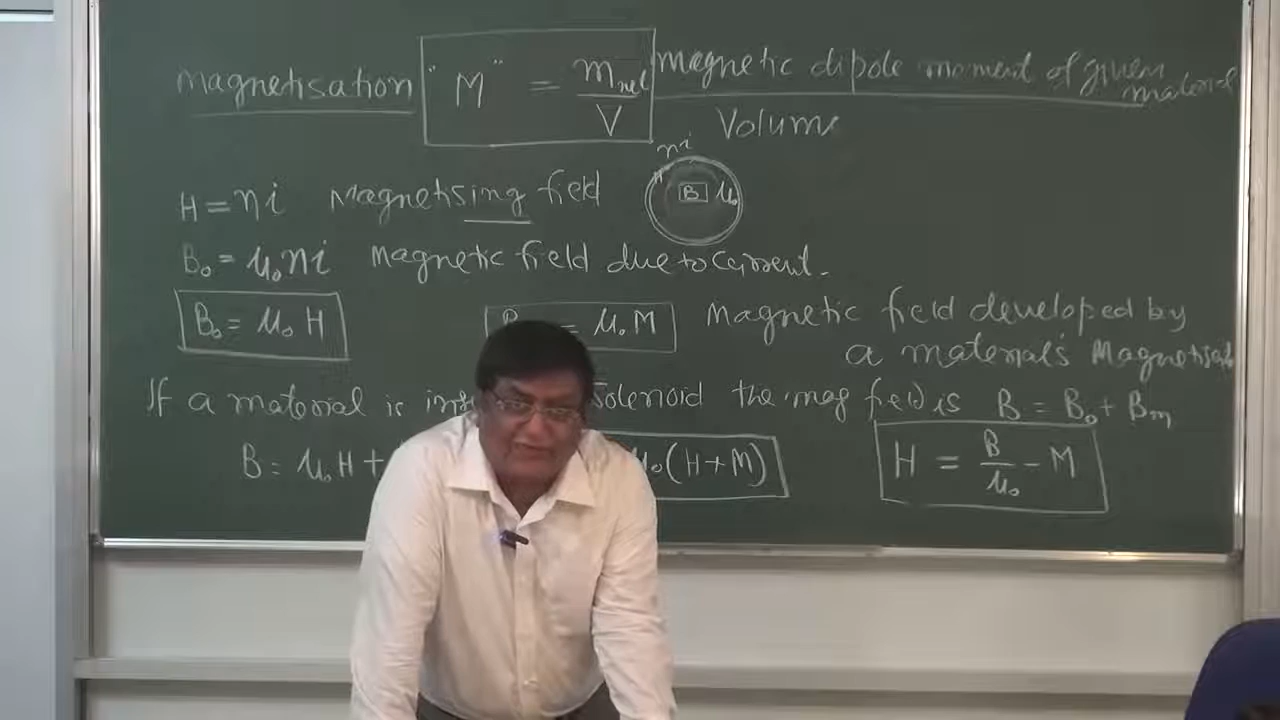 magnetisation "M" = m_net / V magnetic dipole moment of given material / Volume
ni
H = ni Magnetising field B μ₀
B₀ = μ₀ni Magnetic field due to current.
B₀ = μ₀ H B = μ₀M Magnetic field developed by
a material's
If a material is solenoid the mag field is B = B₀ + Bm
B = μ₀H + μ₀(H+M) H = B/μ₀ - M